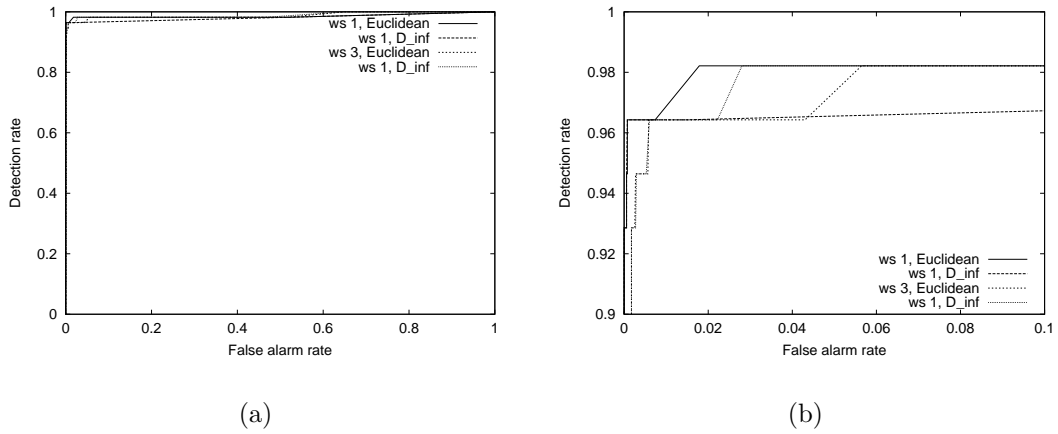 1
0.8
0.6
0.4
0.2
0
Detection rate
0
0.2
0.4
0.6
0.8
1
False alarm rate
ws 1, Euclidean
ws 1, D_inf
ws 3, Euclidean
ws 1, D_inf
(a)
1
0.98
0.96
0.94
0.92
0.9
Detection rate
0
0.02
0.04
0.06
0.08
0.1
False alarm rate
ws 1, Euclidean
ws 1, D_inf
ws 3, Euclidean
ws 1, D_inf
(b)